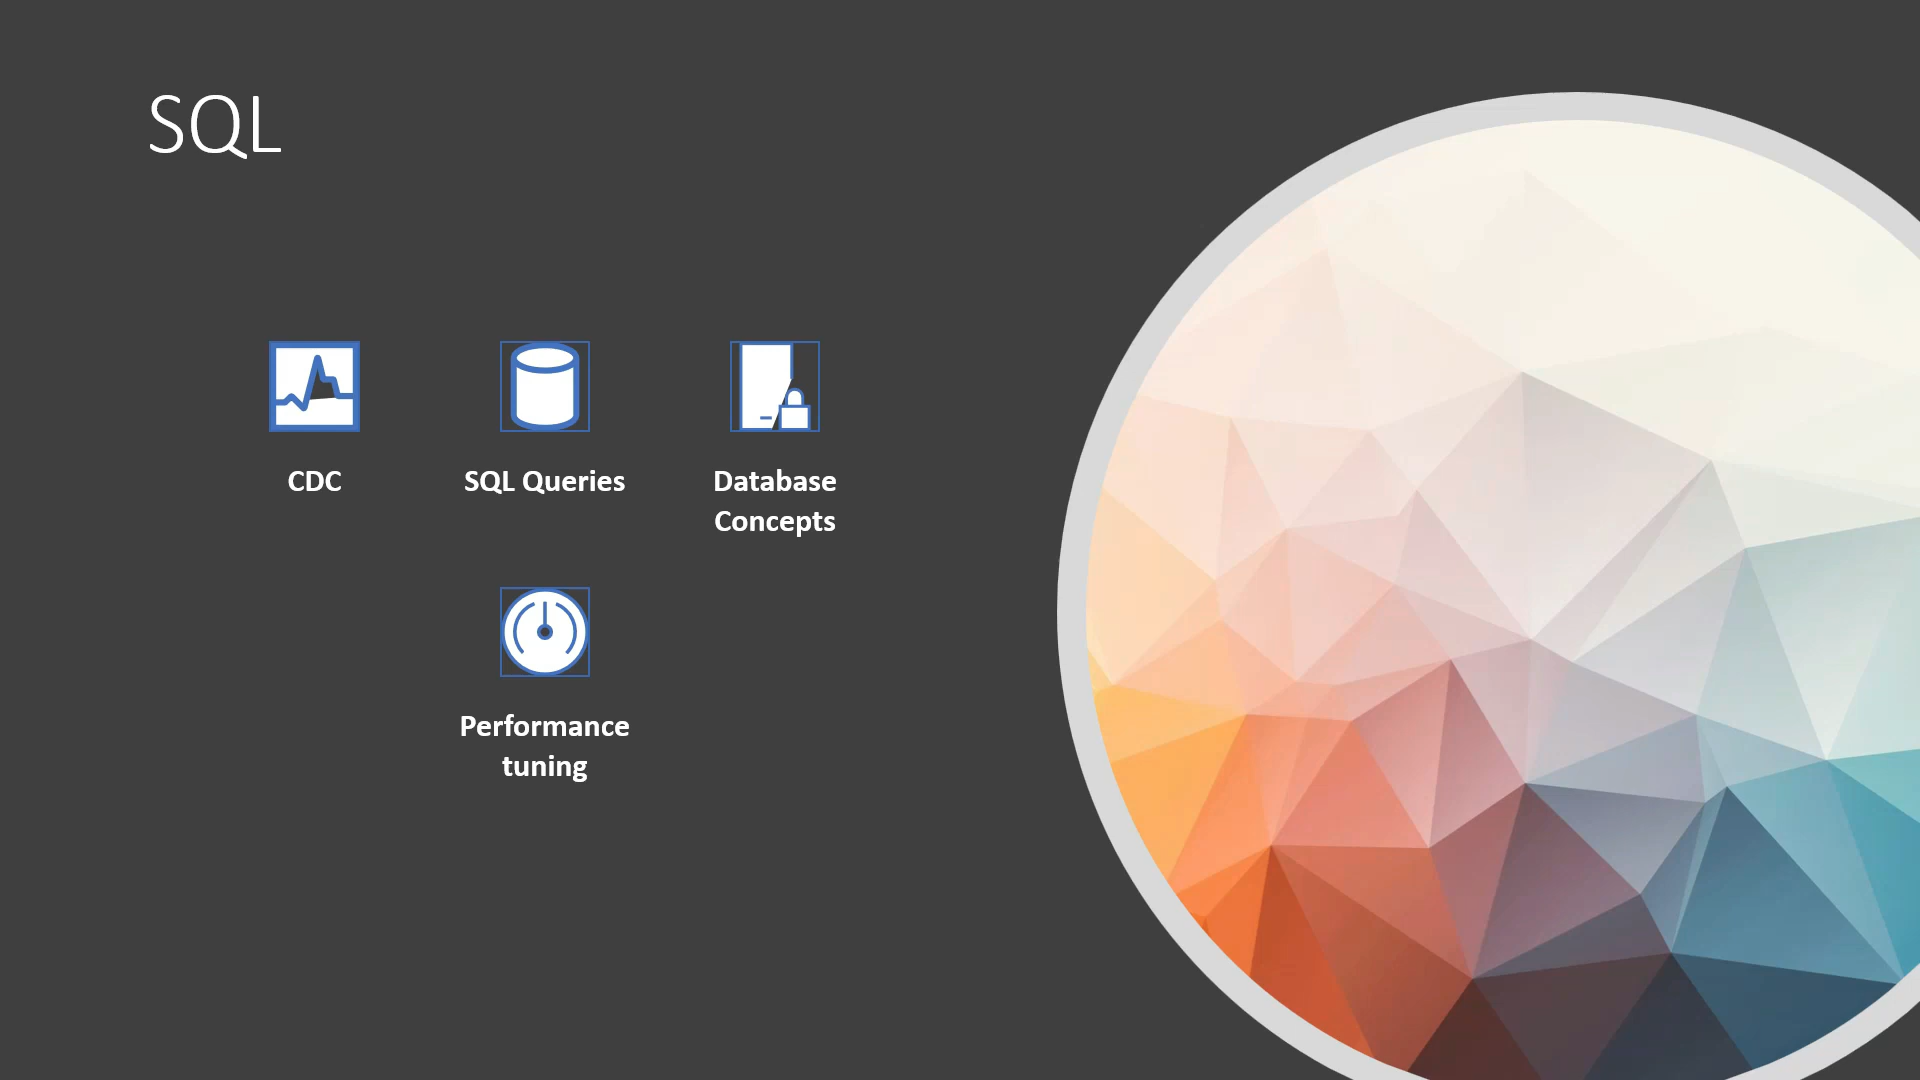 SQL
CDC
SQL Queries
Database
Concepts
Performance
tuning